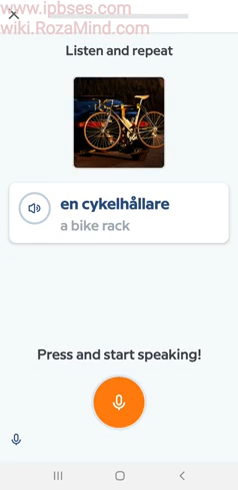 www.ipbses.com
wiki.RozaMind.com
Listen and repeat
en cykelhållare
a bike rack
Press and start speaking!